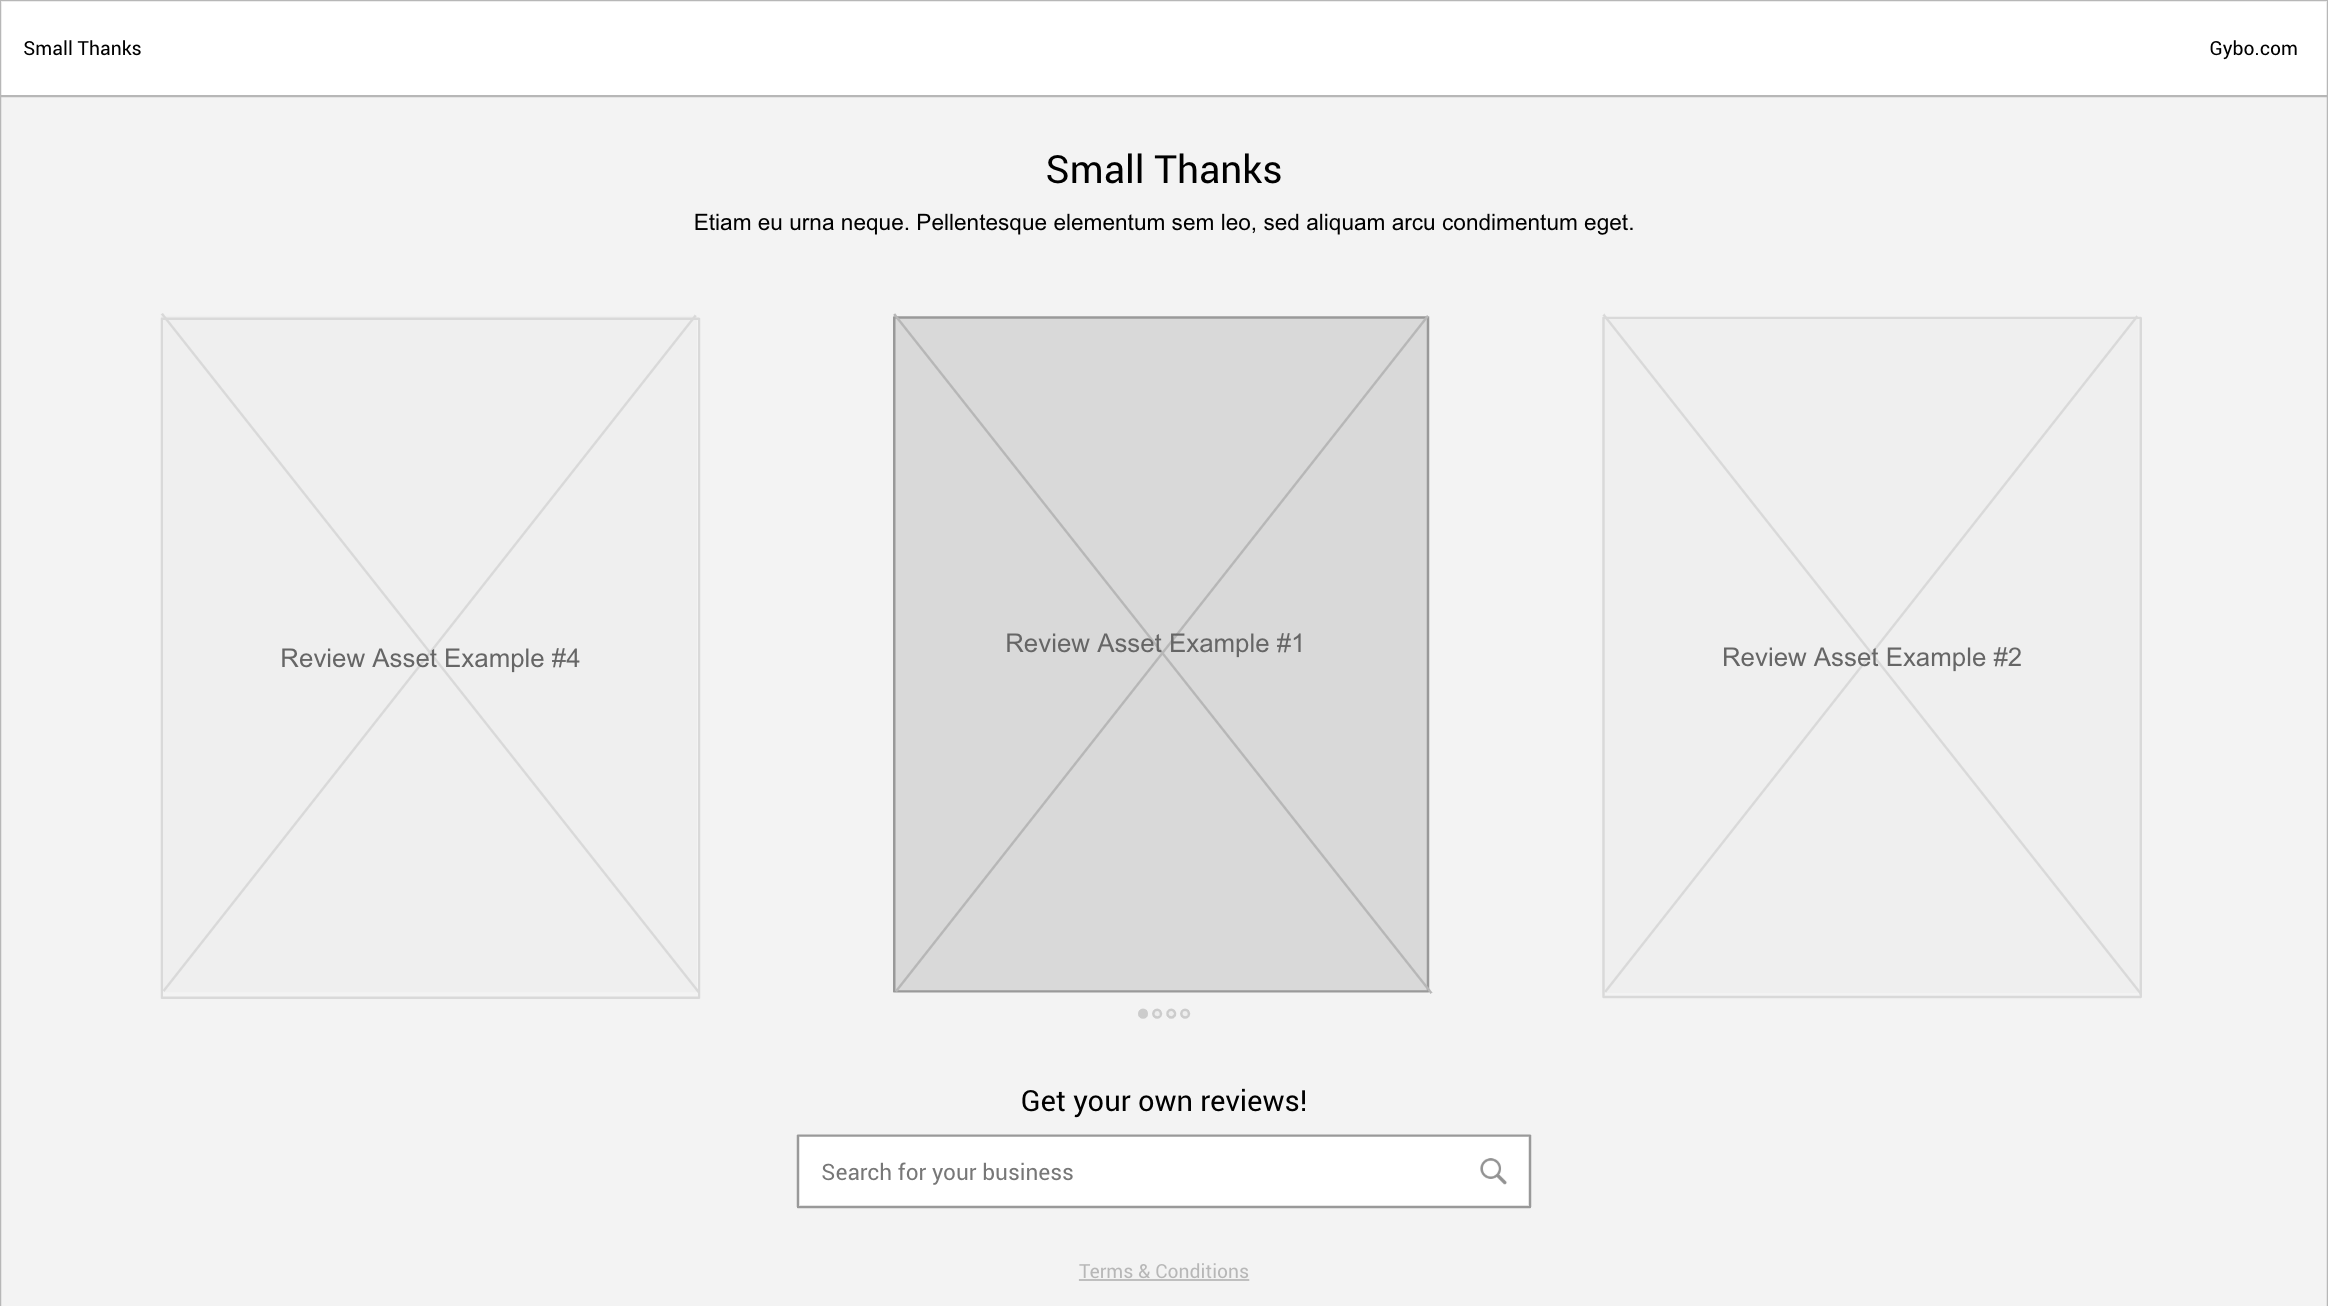 Small Thanks
Gybo.com
Small Thanks
Etiam eu urna neque. Pellentesque elementum sem leo, sed aliquam arcu condimentum eget.
Review Asset Example #4
Review Asset Example #1
Review Asset Example #2
Get your own reviews!
Search for your business
Terms & Conditions